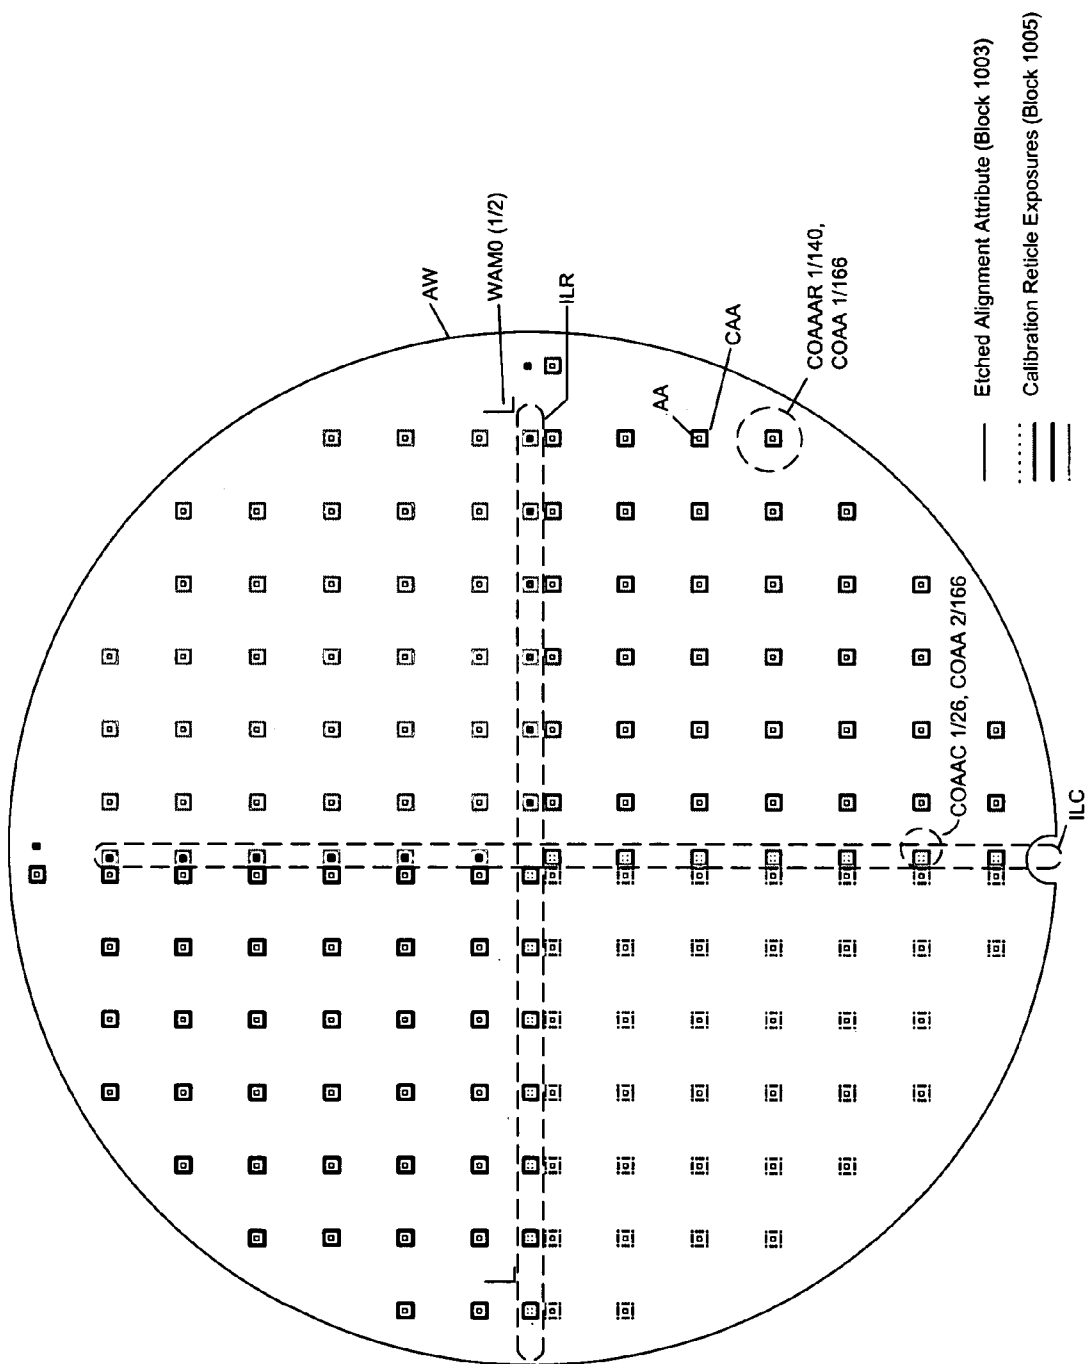 AW
WAM0 (1/2)
ILR
AA
CAA
COAAAR 1/140,
COAA 1/166
COAAC 1/26, COAA 2/166
ILC
Etched Alignment Attribute (Block 1003)
Calibration Reticle Exposures (Block 1005)